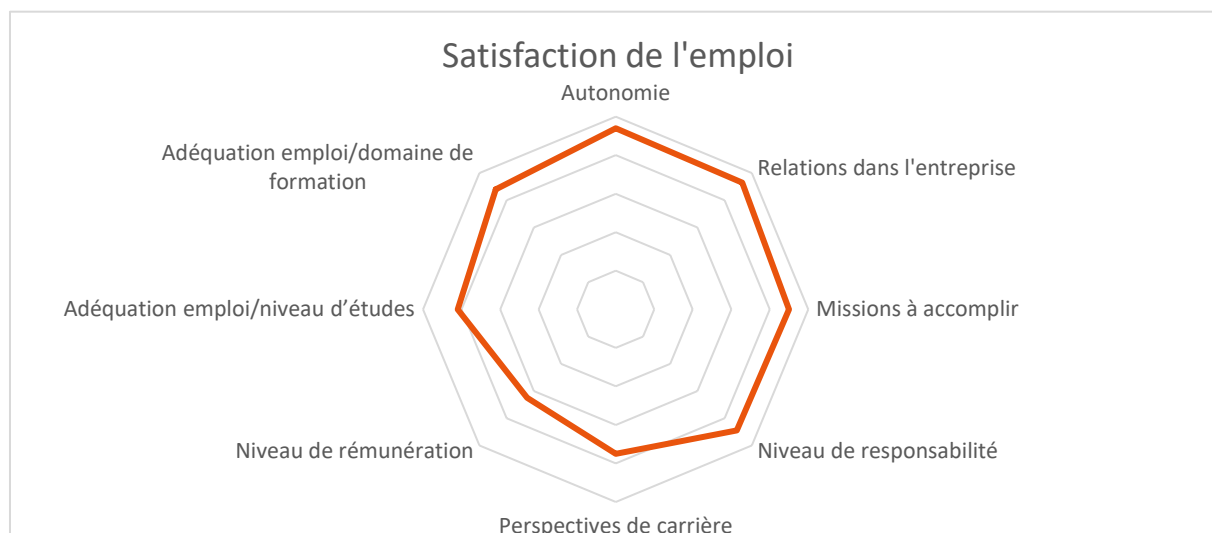 Satisfaction de l'emploi
Autonomie
Adéquation emploi/domaine de
formation
Relations dans l'entreprise
Adéquation emploi/niveau d’études
Missions à accomplir
Niveau de rémunération
Niveau de responsabilité
Perspectives de carrière